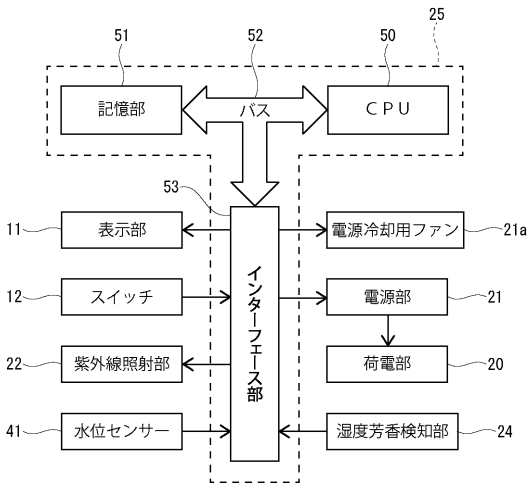 51
52
50
25
記憶部
バス
CPU
53
11
表示部
電源冷却用ファン
21a
12
スイッチ
インターフェース部
電源部
21
22
紫外線照射部
荷電部
20
41
水位センサー
湿度芳香検知部
24